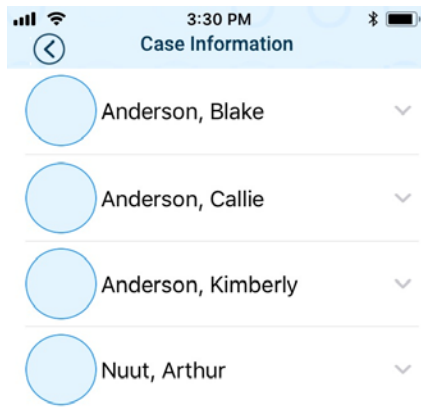 3:30 PM
Case Information
Anderson, Blake
Anderson, Callie
Anderson, Kimberly
Nuut, Arthur